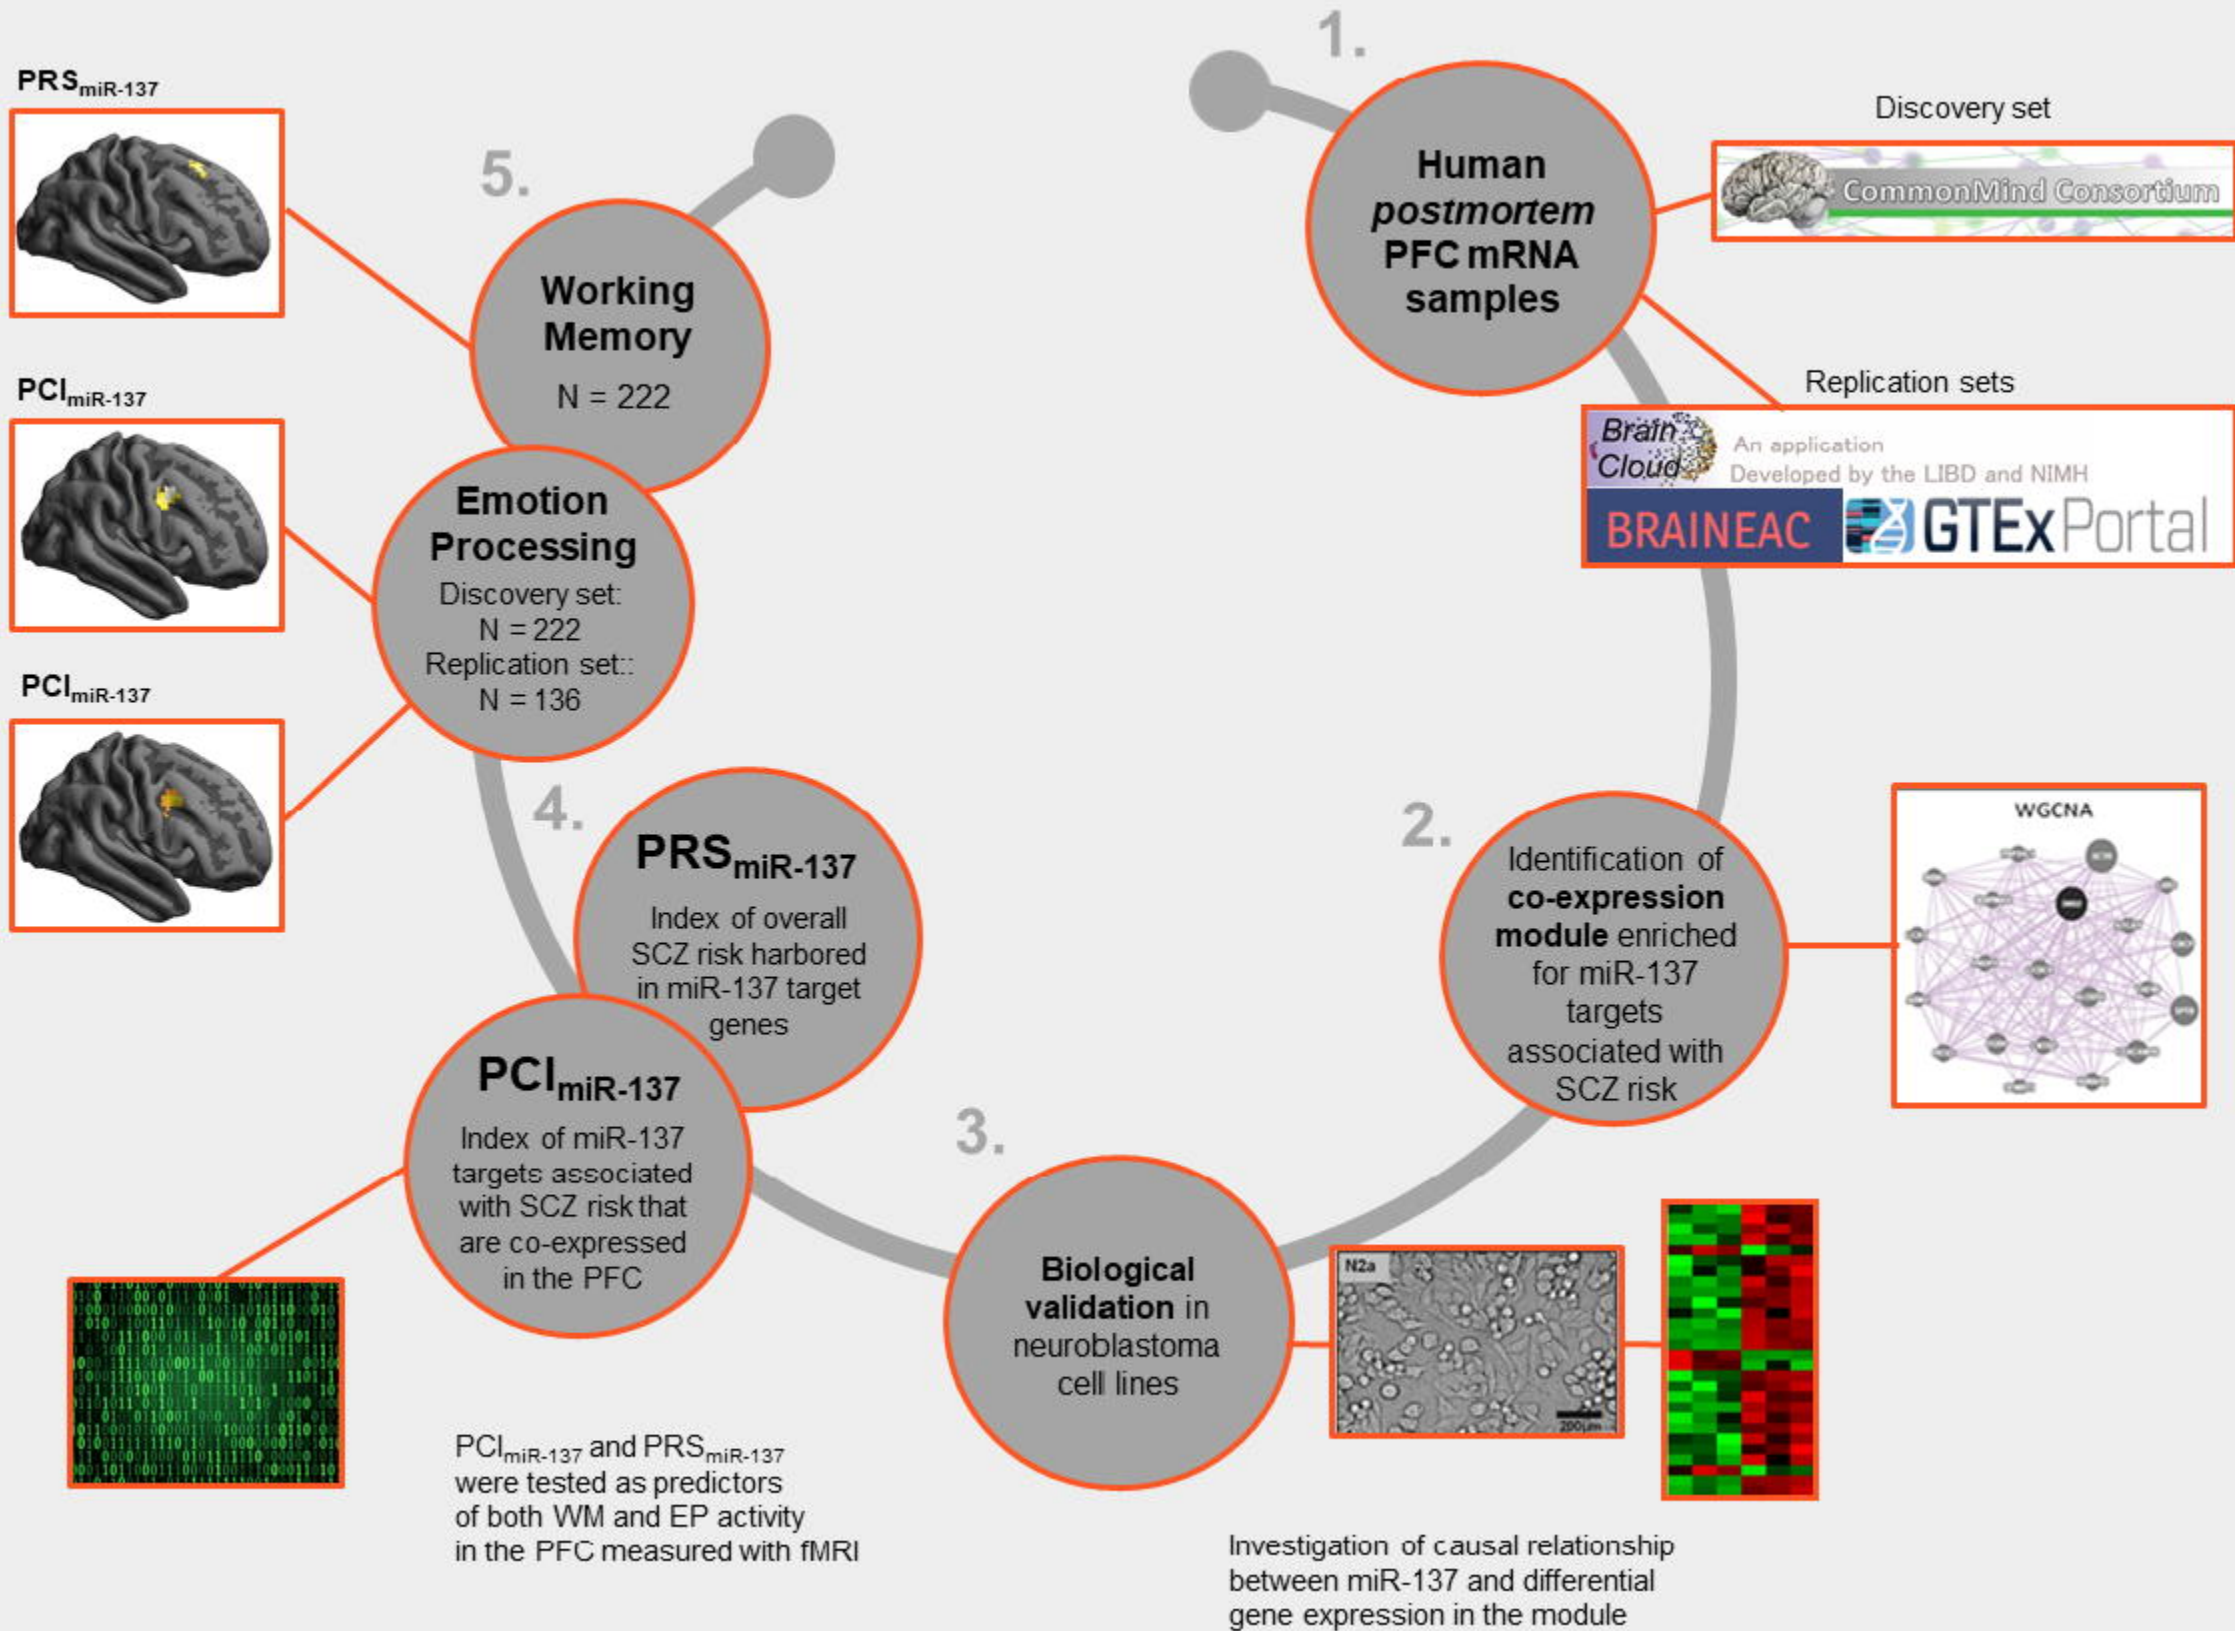 1.
Human
postmortem
PFC mRNA
samples
Discovery set
CommonMind Consortium
Replication sets
Brain
Cloud
An application
Developed by the LIBD and NIMH
BRAINEAC
GTEx Portal
2.
Identification of
co-expression
module enriched
for miR-137
targets
associated with
SCZ risk
WGCNA
3.
Biological
validation in
neuroblastoma
cell lines
N2a
200µm
Investigation of causal relationship
between miR-137 and differential
gene expression in the module
4.
PRSmiR-137
Index of overall
SCZ risk harbored
in miR-137 target
genes
PCImiR-137
Index of miR-137
targets associated
with SCZ risk that
are co-expressed
in the PFC
PCImiR-137 and PRSmiR-137
were tested as predictors
of both WM and EP activity
in the PFC measured with fMRI
5.
Working
Memory
N = 222
Emotion
Processing
Discovery set:
N = 222
Replication set::
N = 136
PRSmiR-137
PCImiR-137
PCImiR-137